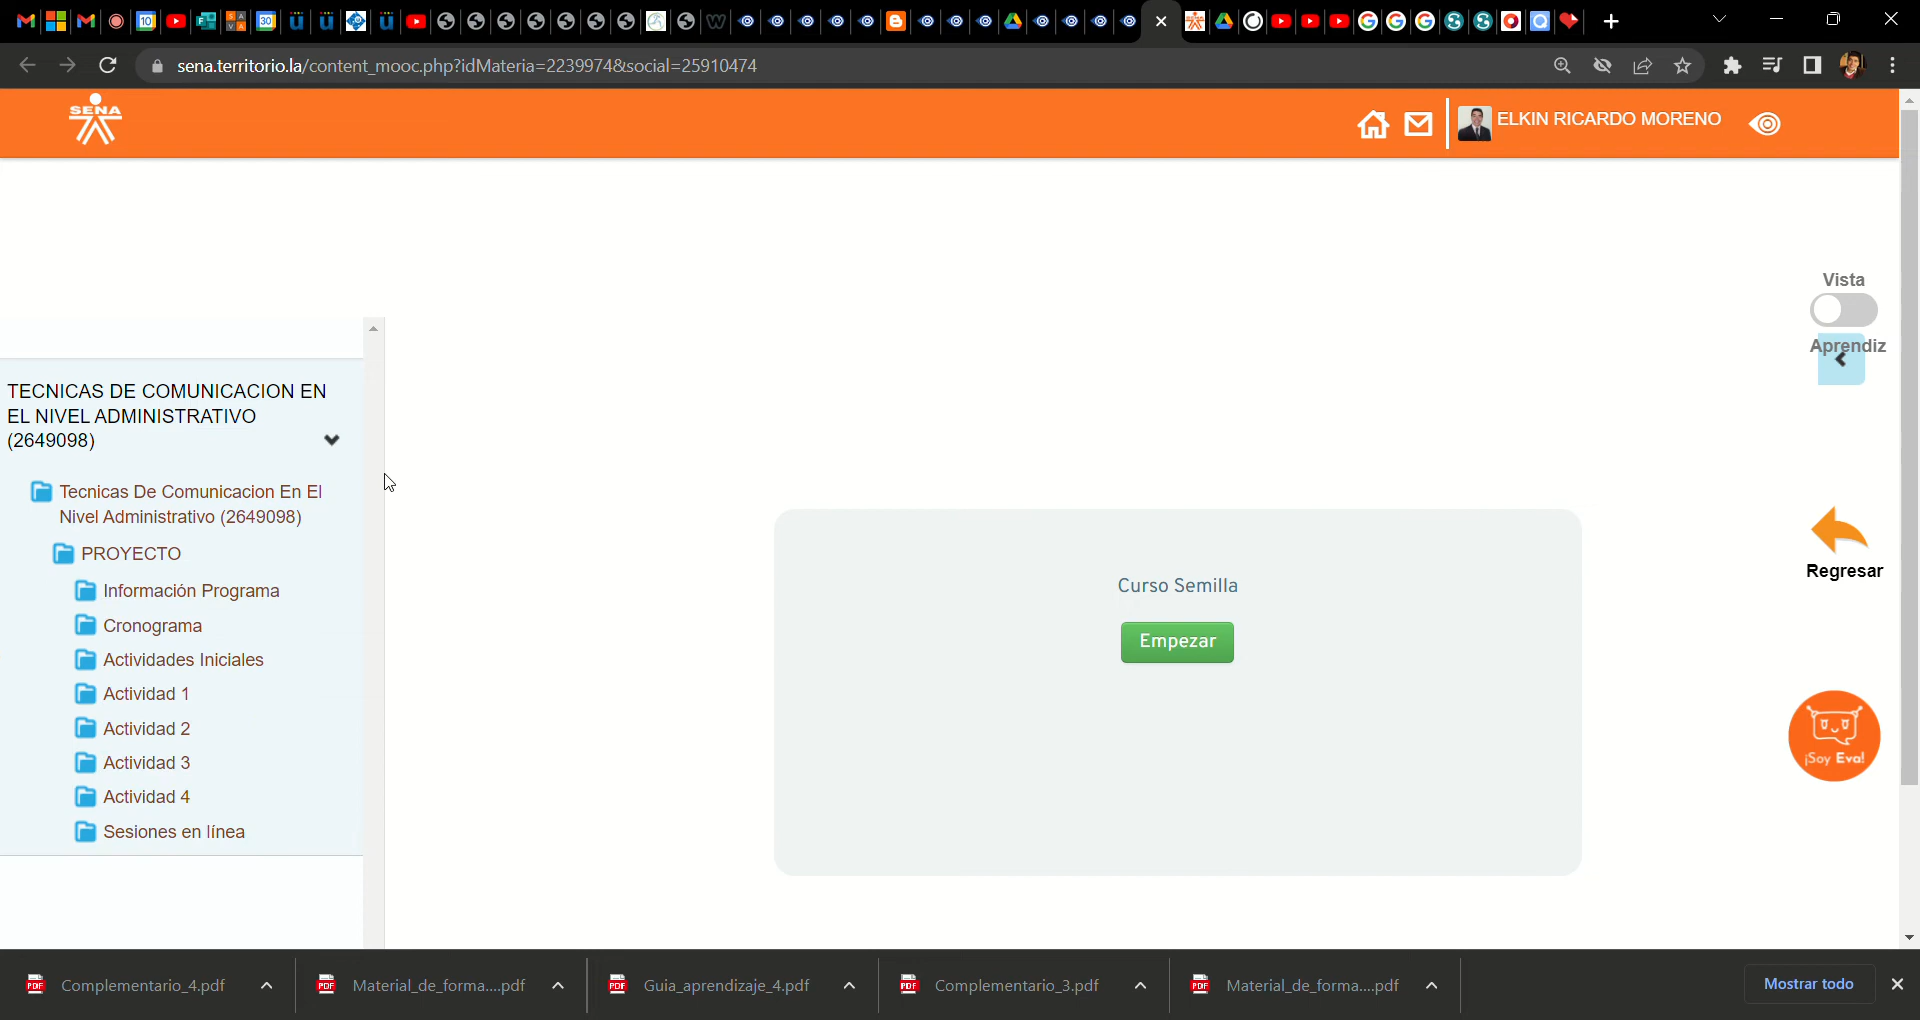 sena.territorio.la/content_mooc.php?idMateria=2239974&social=25910474
SENA
ELKIN RICARDO MORENO
Vista
Aprendiz
TECNICAS DE COMUNICACION EN
EL NIVEL ADMINISTRATIVO
(2649098)
Tecnicas De Comunicacion En El
Nivel Administrativo (2649098)
PROYECTO
Información Programa
Cronograma
Actividades Iniciales
Actividad 1
Actividad 2
Actividad 3
Actividad 4
Sesiones en línea
Curso Semilla
Empezar
Regresar
¡Soy Eva!
Complementario_4.pdf
Material_de_forma....pdf
Guia_aprendizaje_4.pdf
Complementario_3.pdf
Material_de_forma....pdf
Mostrar todo